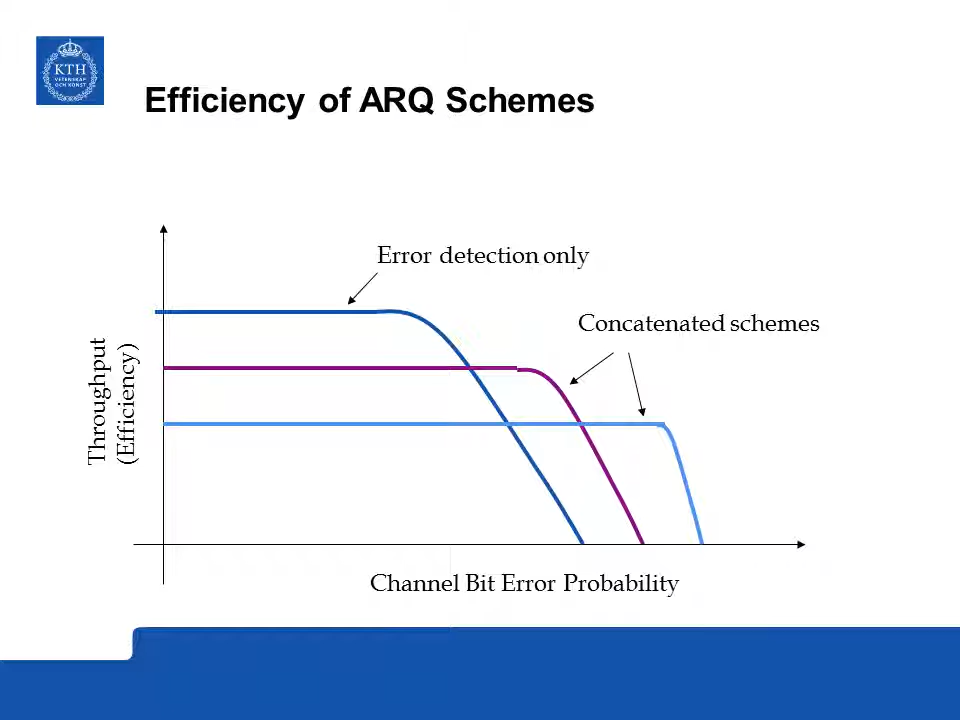 KTH
VETENSKAP
OCH KONST
Efficiency of ARQ Schemes
Error detection only
Concatenated schemes
Throughput
(Efficiency)
Channel Bit Error Probability